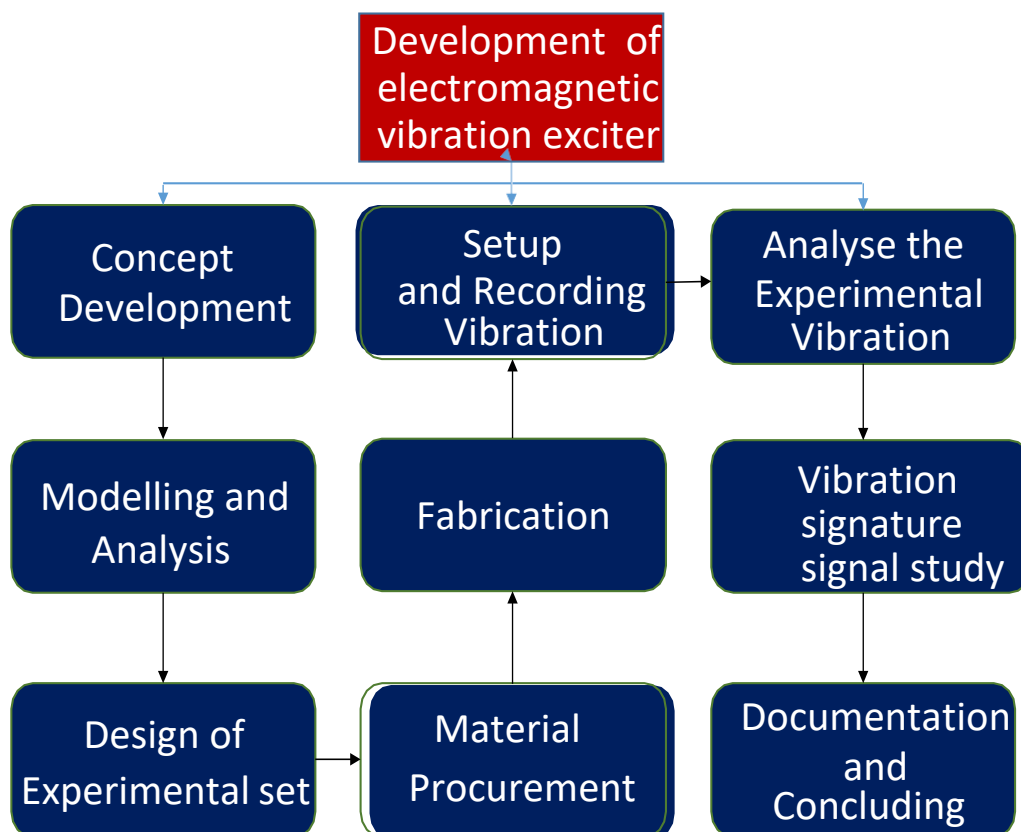 Development of
electromagnetic
vibration exciter
Concept
Development
Setup
and Recording
Vibration
Analyse the
Experimental
Vibration
Modelling and
Analysis
Fabrication
Vibration
signature
signal study
Design of
Experimental set
Material
Procurement
Documentation
and
Concluding